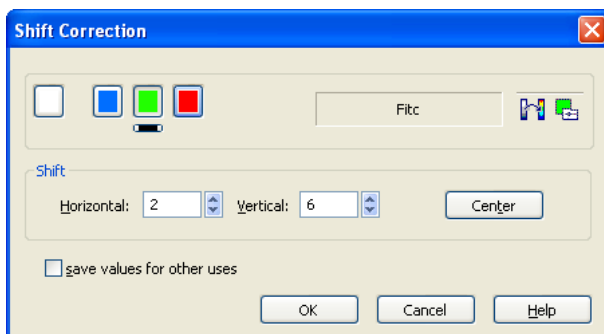 Shift Correction
Fitc
Shift
Horizontal: 2 Vertical: 6 Center
save values for other uses
OK Cancel Help